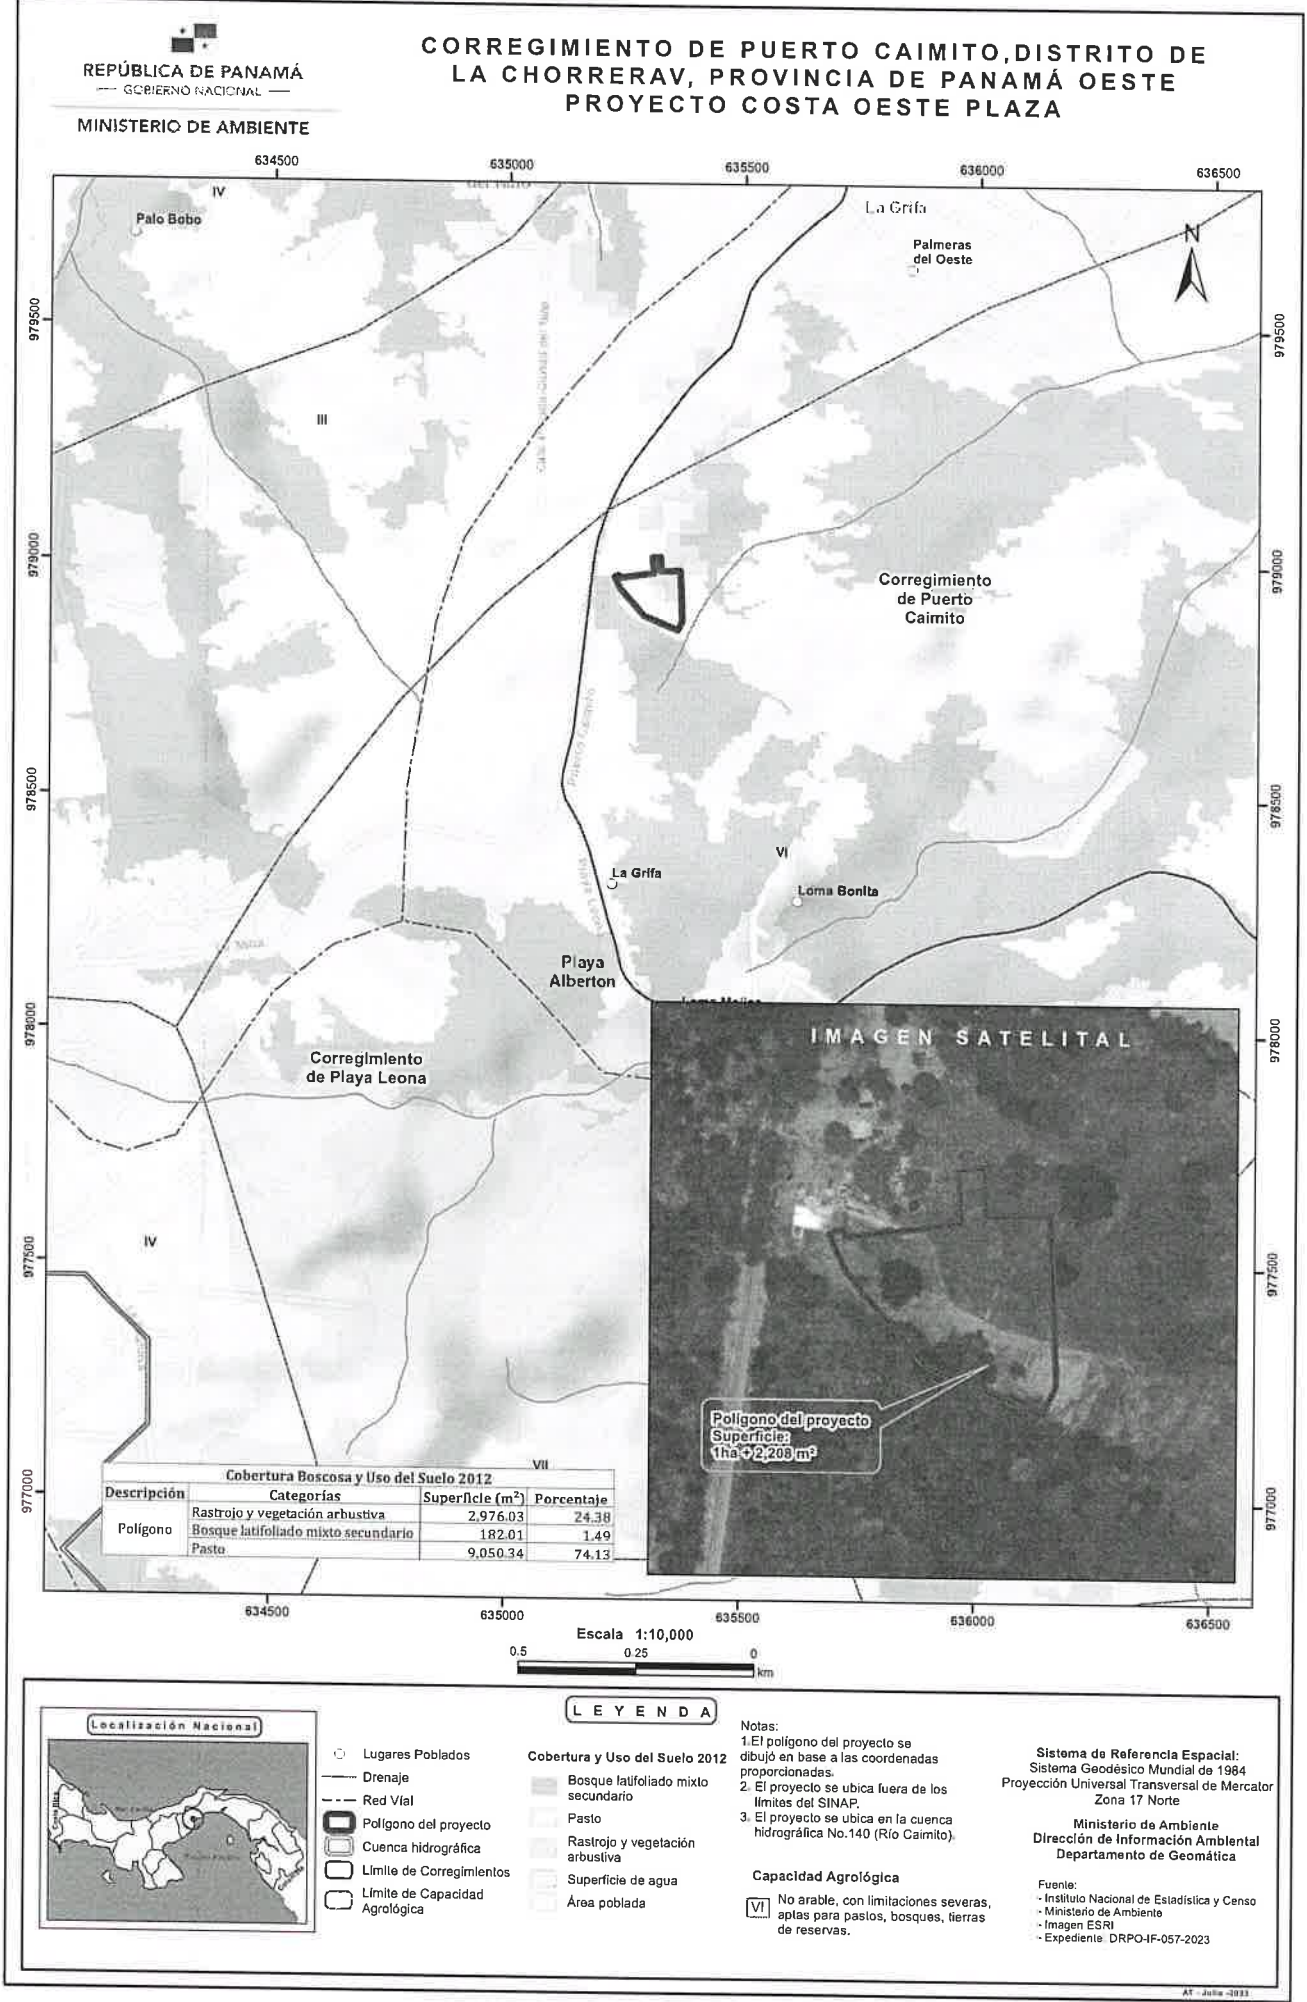 REPÚBLICA DE PANAMÁ
— GOBIERNO NACIONAL —
MINISTERIO DE AMBIENTE
CORREGIMIENTO DE PUERTO CAIMITO,DISTRITO DE
LA CHORRERAV, PROVINCIA DE PANAMÁ OESTE
PROYECTO COSTA OESTE PLAZA
634500
635000
635500
636000
636500
IV
Palo Bobo
La Grifa
Palmeras
del Oeste
N
979500
979500
III
979000
979000
Corregimiento
de Puerto
Caimito
Puerto Caimito
978500
978500
VI
La Grifa
Loma Bonita
Playa
Alberton
978000
978000
Corregimiento
de Playa Leona
IMAGEN SATELITAL
IV
977500
977500
Polígono del proyecto
Superficie:
1ha + 2,208 m²
VII
977000
977000
Cobertura Boscosa y Uso del Suelo 2012
Descripción Categorías Superficie (m²) Porcentaje
Polígono
Rastrojo y vegetación arbustiva 2,976.03 24.38
Bosque latifoliado mixto secundario 182.01 1.49
Pasto 9,050.34 74.13
634500
635000
635500
636000
636500
Escala 1:10,000
0.5 0.25 0
km
LEYENDA
Localización Nacional
Lugares Poblados
Drenaje
Red Vial
Polígono del proyecto
Cuenca hidrográfica
Límite de Corregimientos
Límite de Capacidad
Agrológica
Cobertura y Uso del Suelo 2012
Bosque latifoliado mixto
secundario
Pasto
Rastrojo y vegetación
arbustiva
Superficie de agua
Área poblada
Notas:
1.El polígono del proyecto se
dibujó en base a las coordenadas
proporcionadas.
2. El proyecto se ubica fuera de los
límites del SINAP.
3. El proyecto se ubica en la cuenca
hidrográfica No.140 (Río Caimito).
Capacidad Agrológica
VI
No arable, con limitaciones severas,
aptas para pastos, bosques, tierras
de reservas.
Sistema de Referencia Espacial:
Sistema Geodésico Mundial de 1984
Proyección Universal Transversal de Mercator
Zona 17 Norte
Ministerio de Ambiente
Dirección de Información Ambiental
Departamento de Geomática
Fuente:
- Instituto Nacional de Estadística y Censo
- Ministerio de Ambiente
- Imagen ESRI
- Expediente: DRPO-IF-057-2023
AT - Julio -2023